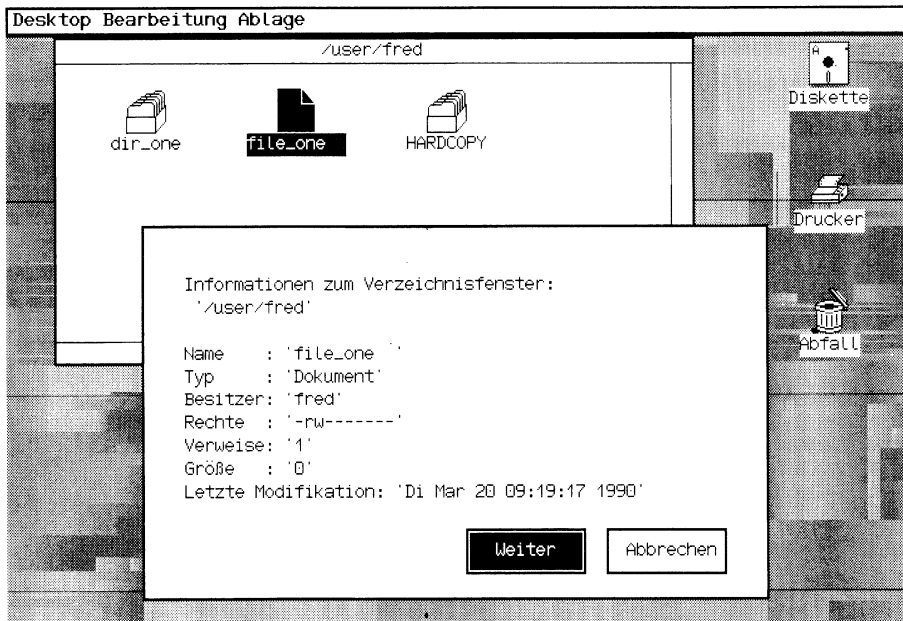 Desktop Bearbeitung Ablage
/user/fred
A
Diskette
dir_one
file_one
HARDCOPY
Drucker
Informationen zum Verzeichnisfenster:
'/user/fred'
Abfall
Name : 'file_one '
Typ : 'Dokument'
Besitzer: 'fred'
Rechte : '-rw-------'
Verweise: '1'
Größe : '0'
Letzte Modifikation: 'Di Mar 20 09:19:17 1990'
Weiter
Abbrechen